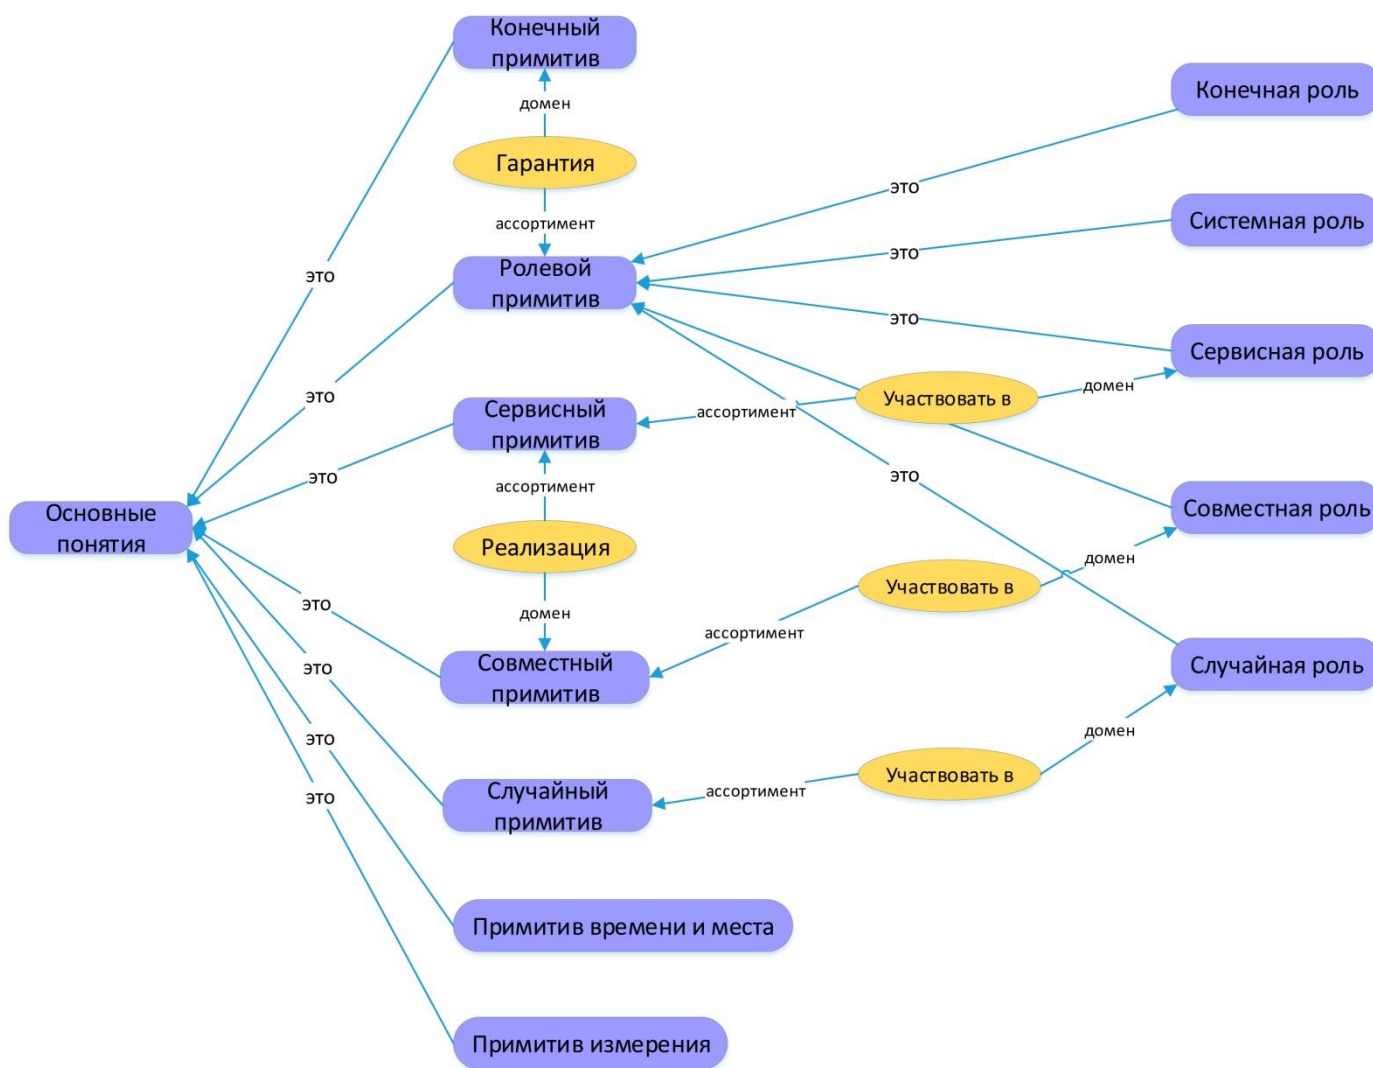 Конечный
примитив
Конечная роль
домен
Гарантия
это
ассортимент
Системная роль
это
Ролевой
примитив
это
это
Сервисная роль
это
домен
это
Участвовать в
Сервисный
примитив
ассортимент
это
это
ассортимент
Совместная роль
Основные
понятия
Реализация
домен
Участвовать в
это
домен
ассортимент
Совместный
примитив
это
Случайная роль
домен
это
Участвовать в
ассортимент
Случайный
примитив
это
Примитив времени и места
Примитив измерения